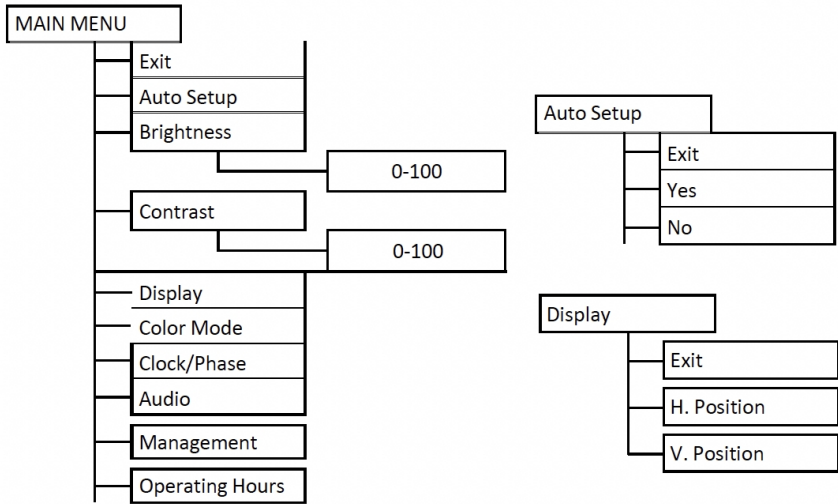 MAIN MENU
Exit
Auto Setup
Brightness
0-100
Contrast
0-100
Display
Color Mode
Clock/Phase
Audio
Management
Operating Hours
Auto Setup
Exit
Yes
No
Display
Exit
H. Position
V. Position